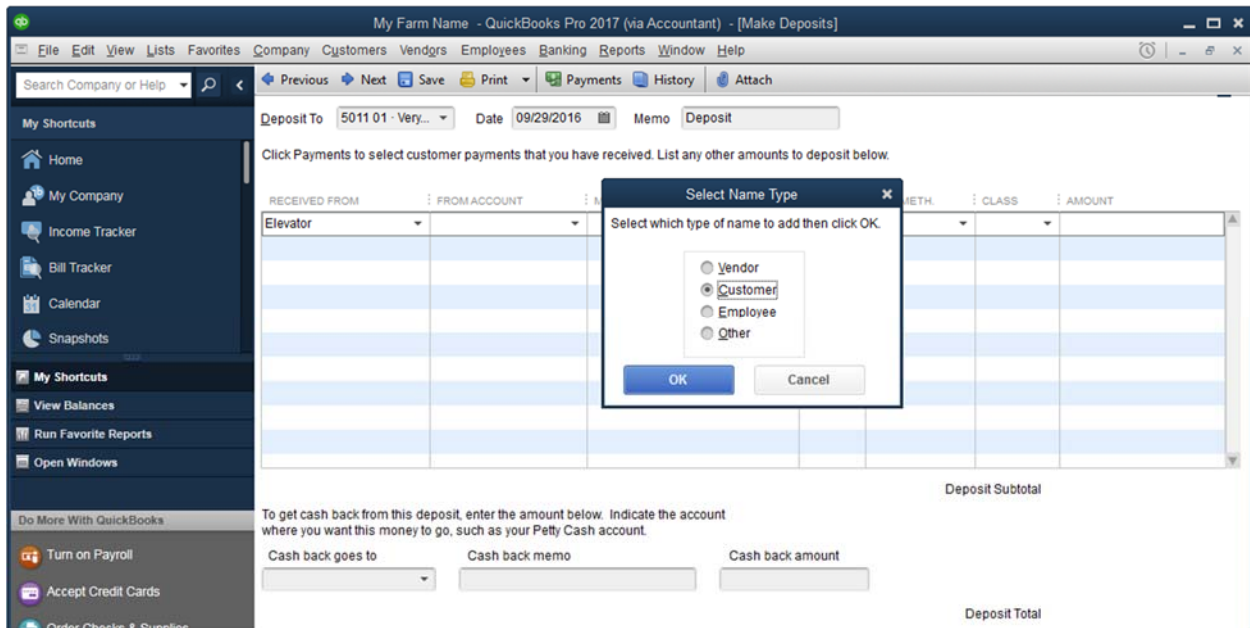 qb
My Farm Name - QuickBooks Pro 2017 (via Accountant) - [Make Deposits]
File Edit View Lists Favorites Company Customers Vendors Employees Banking Reports Window Help
Search Company or Help
Previous Next Save Print Payments History Attach
My Shortcuts
Home
My Company
Income Tracker
Bill Tracker
Calendar
31
Snapshots
My Shortcuts
View Balances
Run Favorite Reports
Open Windows
Do More With QuickBooks
Turn on Payroll
Accept Credit Cards
Order Checks & Supplies
Deposit To 5011 01 · Very... Date 09/29/2016 Memo Deposit
Click Payments to select customer payments that you have received. List any other amounts to deposit below.
RECEIVED FROM FROM ACCOUNT M METH. CLASS AMOUNT
Elevator
Select Name Type
Select which type of name to add then click OK.
Vendor
Customer
Employee
Other
OK Cancel
Deposit Subtotal
To get cash back from this deposit, enter the amount below. Indicate the account
where you want this money to go, such as your Petty Cash account.
Cash back goes to Cash back memo Cash back amount
Deposit Total